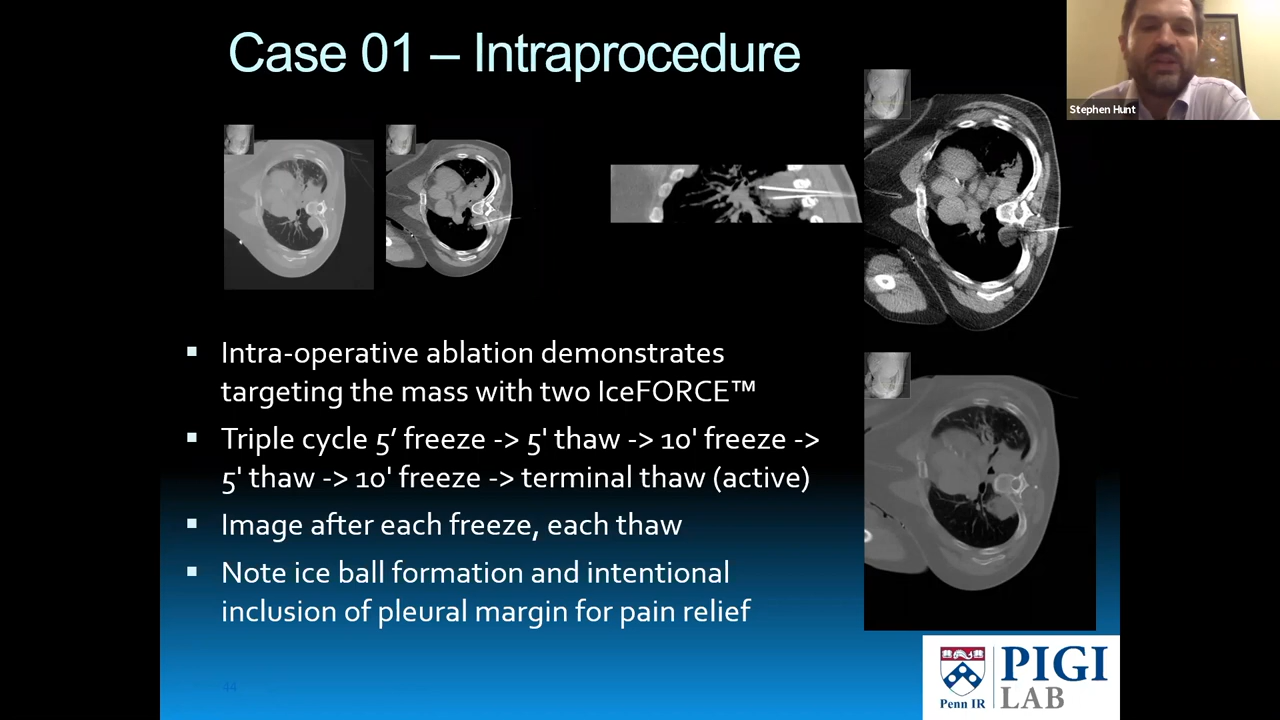 Case 01 – Intraprocedure
Stephen Hunt
▪ Intra-operative ablation demonstrates
targeting the mass with two IceFORCE™
▪ Triple cycle 5’ freeze -> 5' thaw -> 10' freeze ->
5' thaw -> 10' freeze -> terminal thaw (active)
▪ Image after each freeze, each thaw
▪ Note ice ball formation and intentional
inclusion of pleural margin for pain relief
44
Penn IR
PIGI
LAB